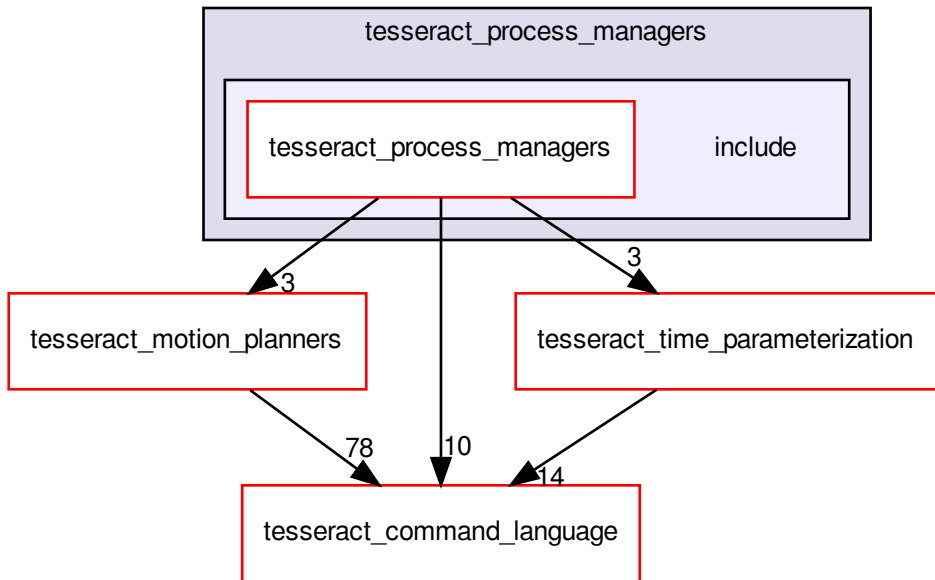 tesseract_process_managers
tesseract_process_managers
include
3
3
tesseract_motion_planners
tesseract_time_parameterization
78
10
14
tesseract_command_language